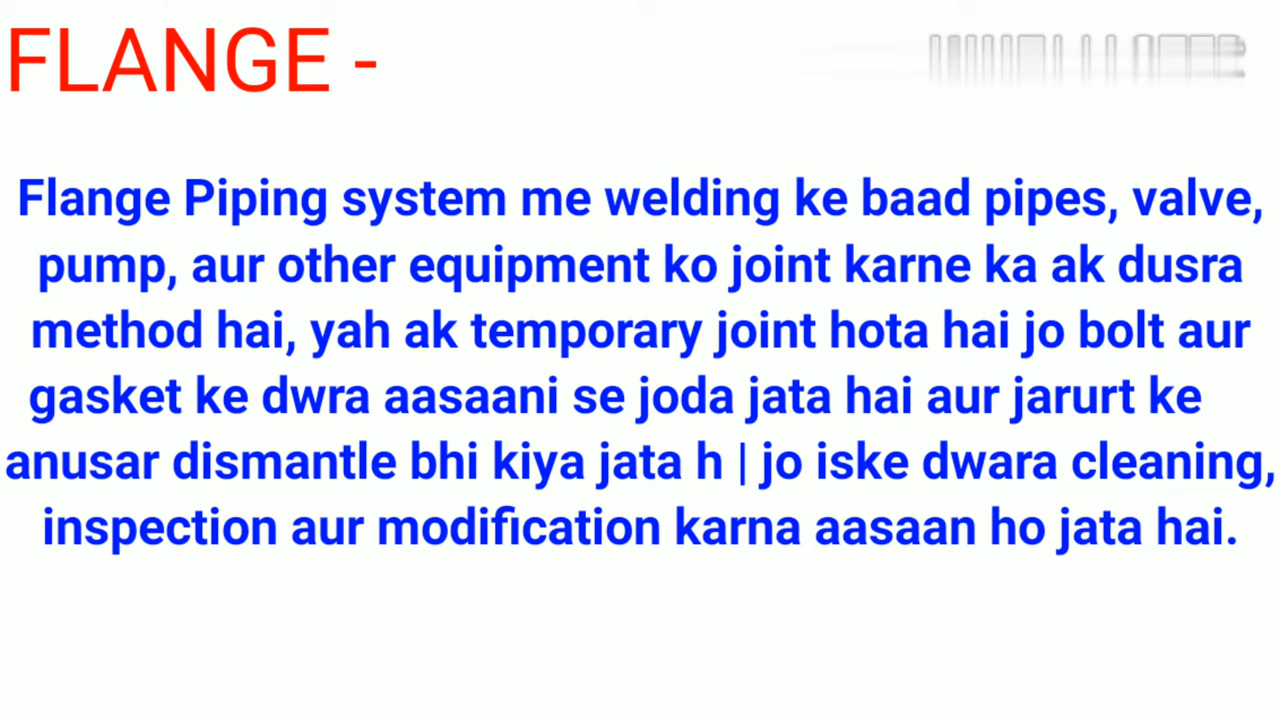 FLANGE -
Flange Piping system me welding ke baad pipes, valve,
pump, aur other equipment ko joint karne ka ak dusra
method hai, yah ak temporary joint hota hai jo bolt aur
gasket ke dwra aasaani se joda jata hai aur jarurt ke
anusar dismantle bhi kiya jata h | jo iske dwara cleaning,
inspection aur modification karna aasaan ho jata hai.